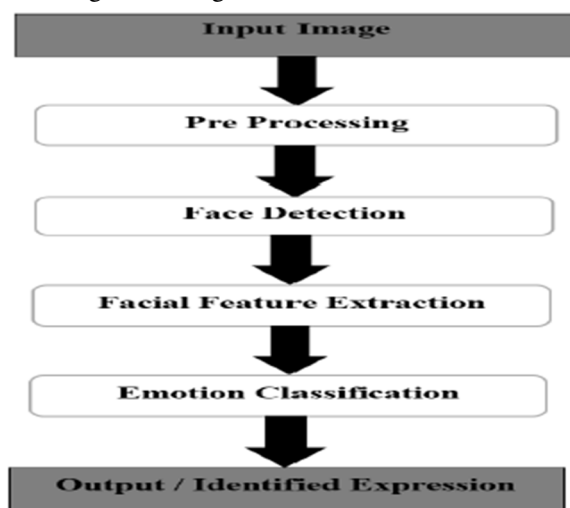 Input Image
Pre Processing
Face Detection
Facial Feature Extraction
Emotion Classification
Output / Identified Expression